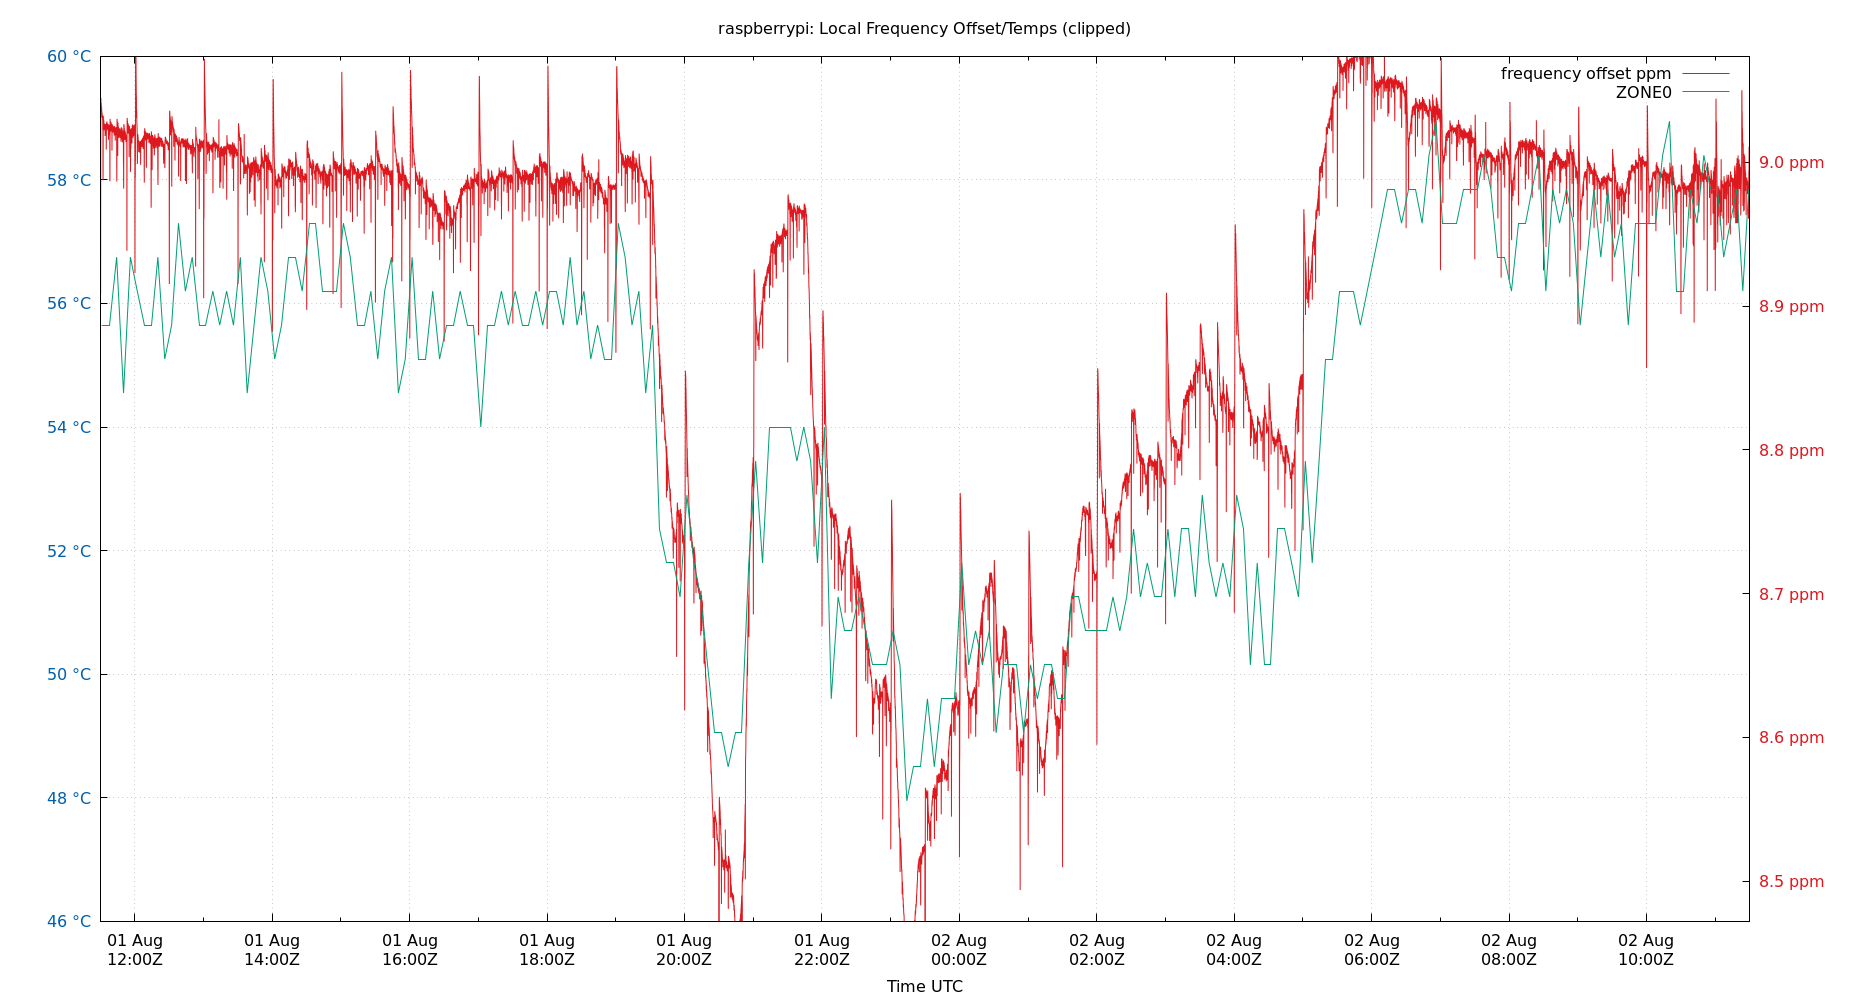 raspberrypi: Local Frequency Offset/Temps (clipped)
60 °C
58 °C
56 °C
54 °C
52 °C
50 °C
48 °C
46 °C
frequency offset ppm
ZONE0
9.0 ppm
8.9 ppm
8.8 ppm
8.7 ppm
8.6 ppm
8.5 ppm
01 Aug 01 Aug 01 Aug 01 Aug 01 Aug 01 Aug 02 Aug 02 Aug 02 Aug 02 Aug 02 Aug 02 Aug
12:00Z 14:00Z 16:00Z 18:00Z 20:00Z 22:00Z 00:00Z 02:00Z 04:00Z 06:00Z 08:00Z 10:00Z
Time UTC